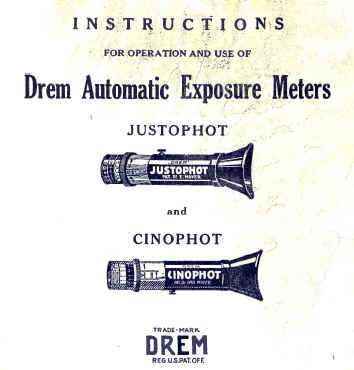 INSTRUCTIONS
FOR OPERATION AND USE OF
Drem Automatic Exposure Meters
JUSTOPHOT
DREM
JUSTOPHOT
and
CINOPHOT
CINOPHOT
TRADE-MARK
DREM
REG.U.S.PAT.OFF.